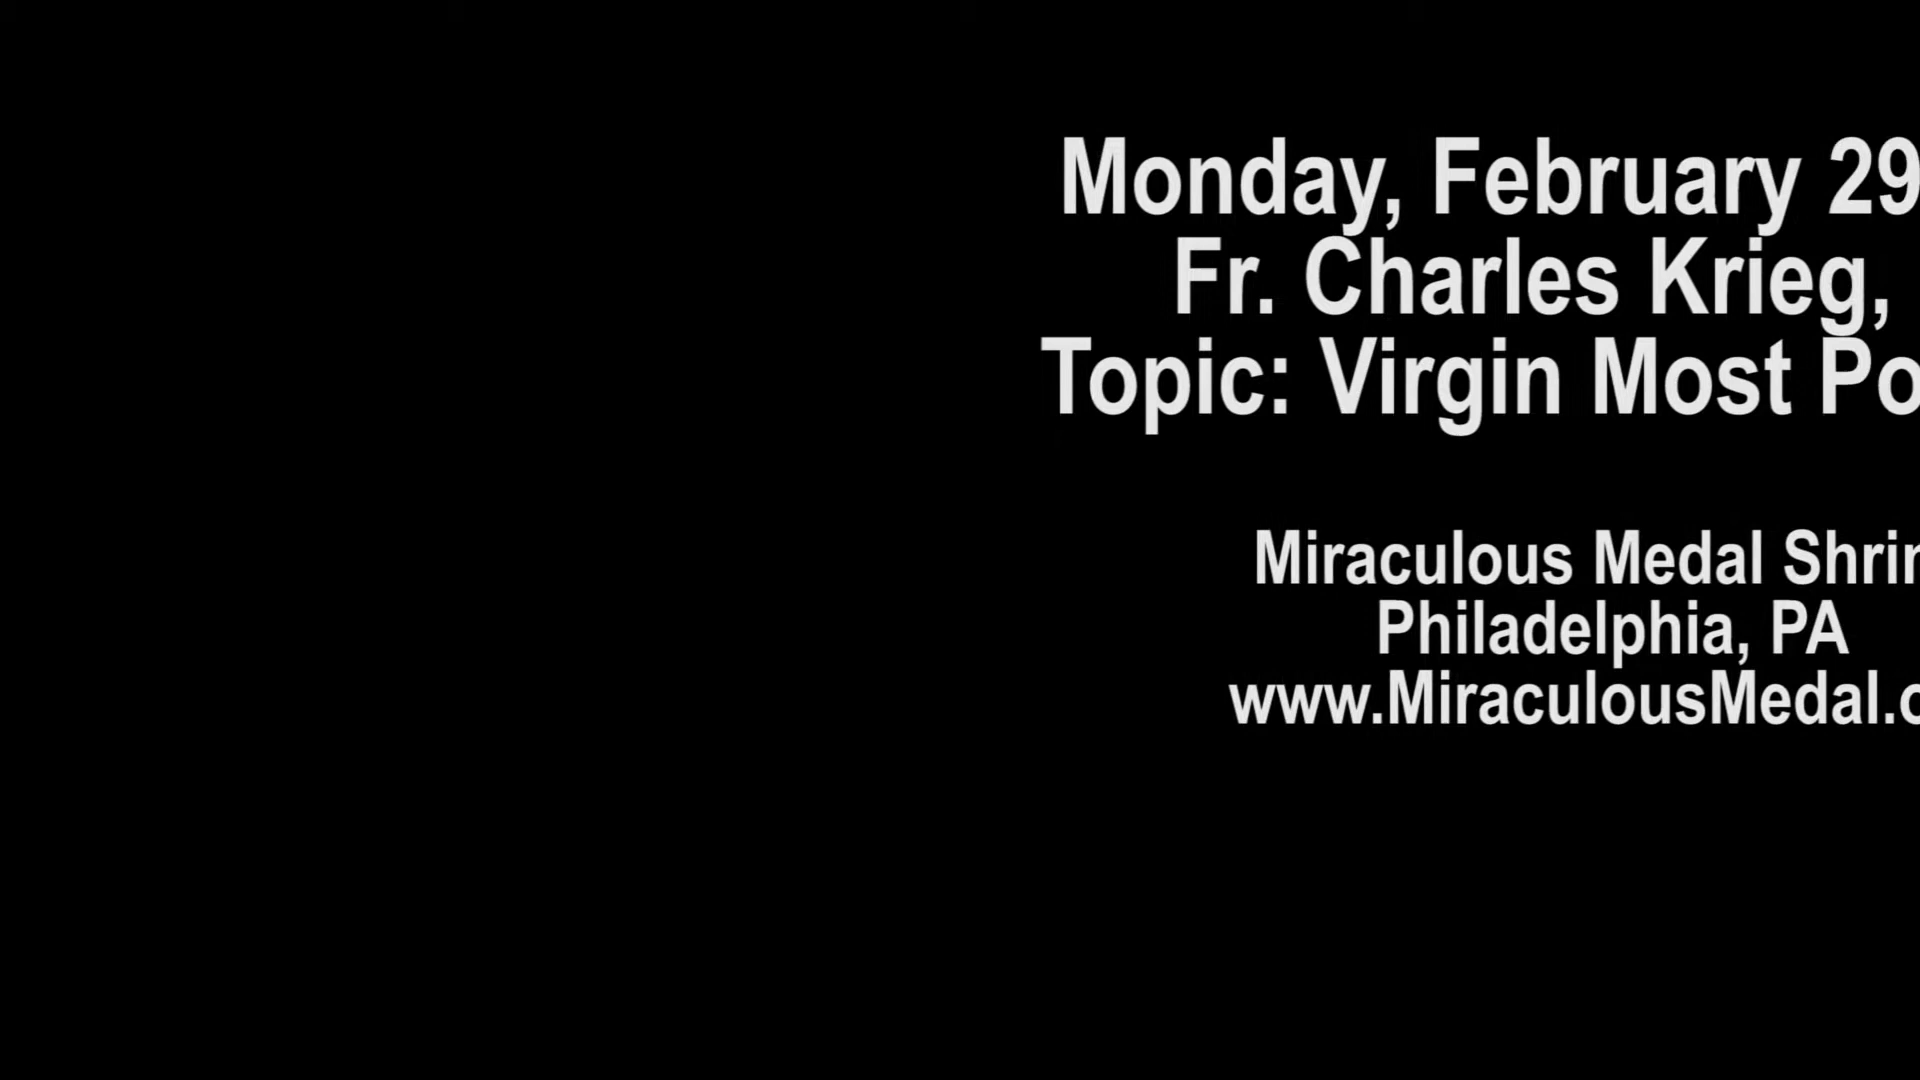 Monday, February 29
Fr. Charles Krieg,
Topic: Virgin Most Po
Miraculous Medal Shrin
Philadelphia, PA
www.MiraculousMedal.o